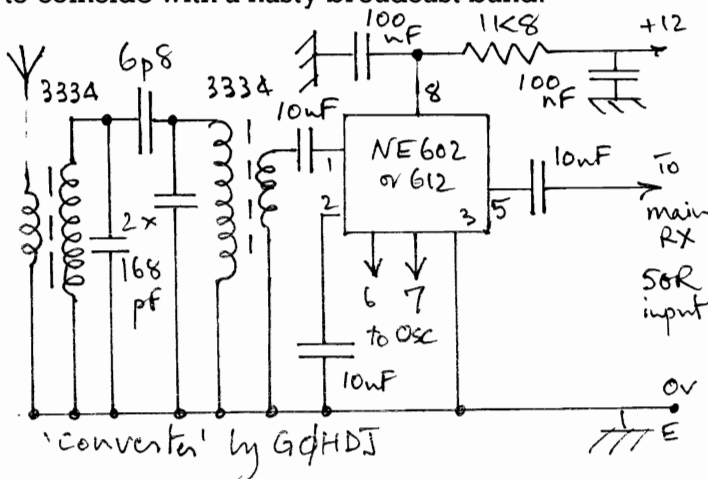 to coincide with a nasty broadcast band.
100
nF
1K8
+12
6p8
3334
3334
10nF
100
nF
8
NE602
or 612
1
2
3
5
10nF
to
main
RX
50R
input
2x
168
pf
6
7
to Osc
10nF
0v
E
'converter' by GØHDJ